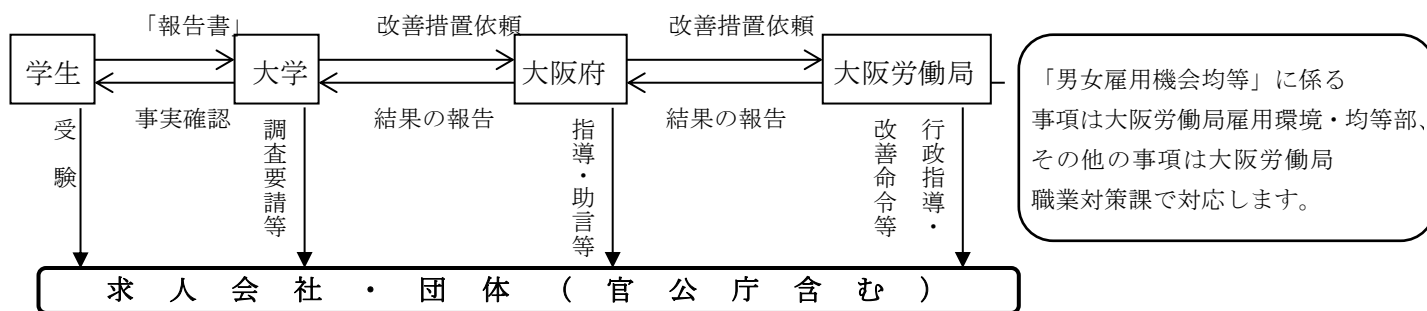 「報告書」
改善措置依頼
改善措置依頼
学生
大学
大阪府
大阪労働局
事実確認
結果の報告
結果の報告
受験
調査要請等
指導・助言等
行政指導・
改善命令等
「男女雇用機会均等」に係る
事項は大阪労働局雇用環境・均等部、
その他の事項は大阪労働局
職業対策課で対応します。
求人会社・団体(官公庁含む)